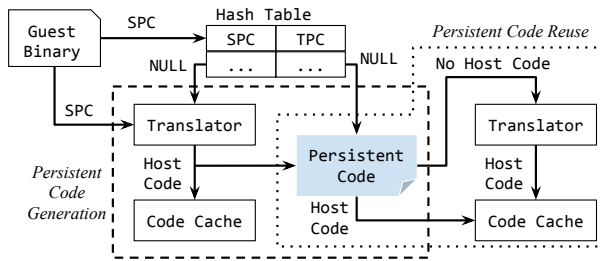 Hash Table
Persistent Code Reuse
Guest
Binary
SPC
SPC TPC
... ...
NULL
NULL
No Host Code
SPC
Translator
Translator
Persistent
Code
Persistent
Code
Generation
Host
Code
Host
Code
Host
Code
Code Cache
Code Cache